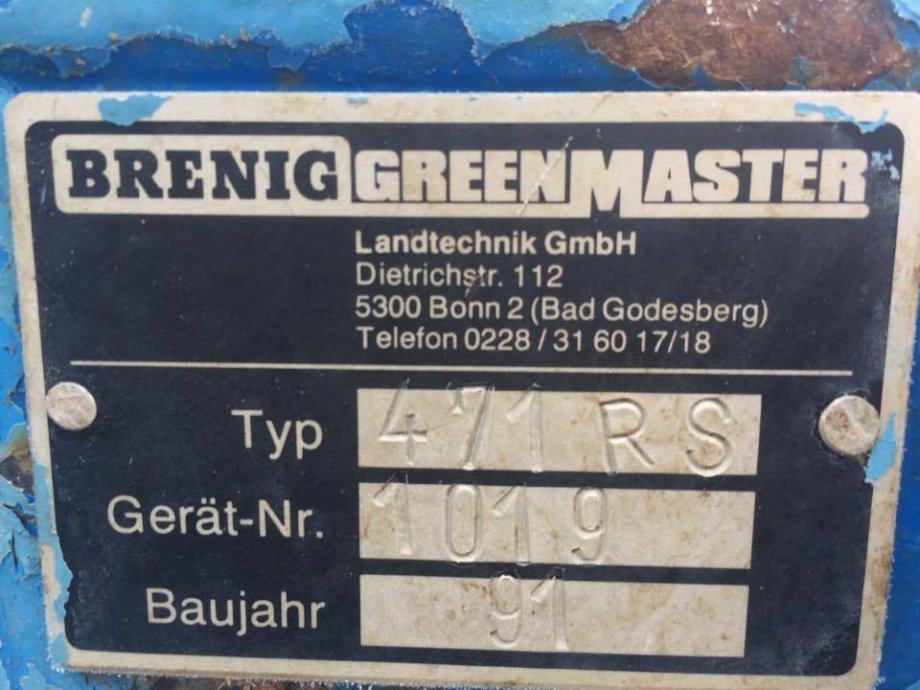 BRENIG GREENMASTER
Landtechnik GmbH
Dietrichstr. 112
5300 Bonn 2 (Bad Godesberg)
Telefon 0228 / 31 60 17/18
Typ 471 RS
Gerät-Nr. 1019
Baujahr 91